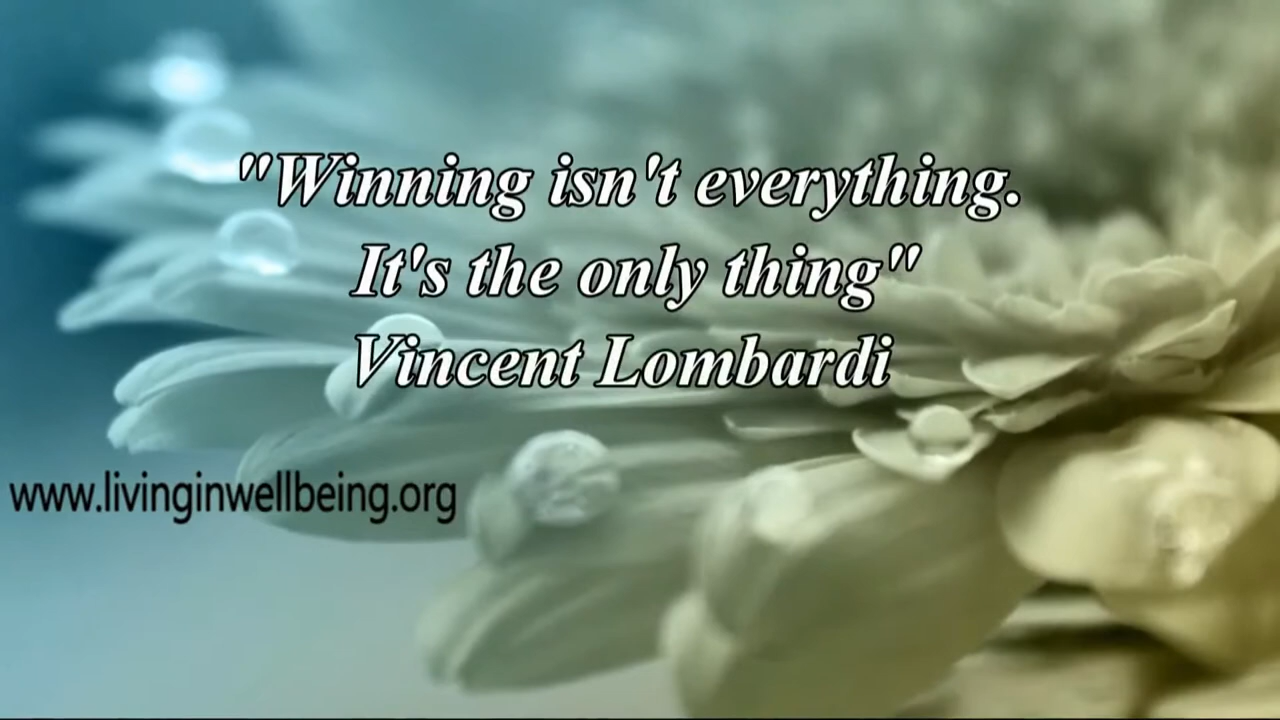 "Winning isn't everything.
It's the only thing"
Vincent Lombardi
www.livinginwellbeing.org